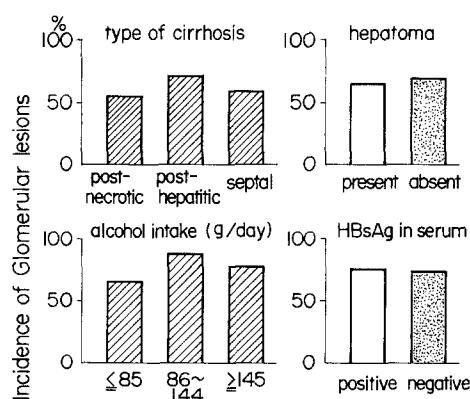 Incidence of Glomerular lesions
%
type of cirrhosis
100
50
0
post-
necrotic
post-
hepatitic
septal
hepatoma
100
50
0
present
absent
alcohol intake (g/day)
100
50
0
≦85
86~
144
≧145
HBsAg in serum
100
50
0
positive
negative